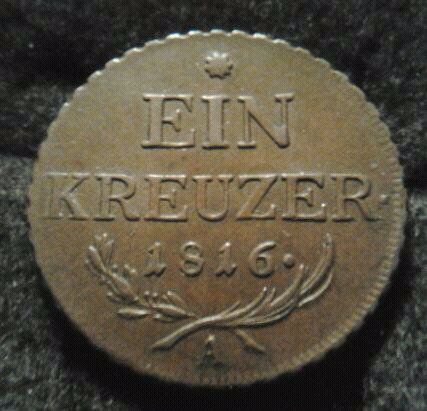 EIN
KREUZER.
1816.
A